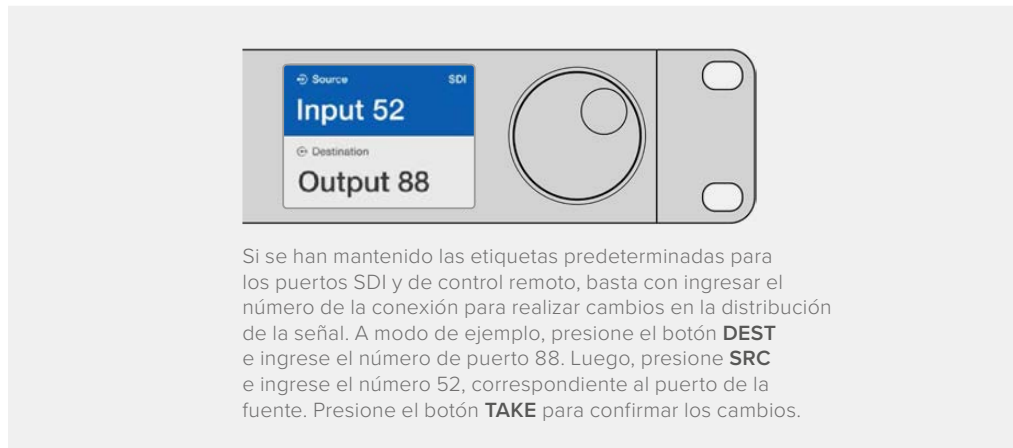 Source SDI
Input 52
Destination
Output 88
Si se han mantenido las etiquetas predeterminadas para
los puertos SDI y de control remoto, basta con ingresar el
número de la conexión para realizar cambios en la distribución
de la señal. A modo de ejemplo, presione el botón DEST
e ingrese el número de puerto 88. Luego, presione SRC
e ingrese el número 52, correspondiente al puerto de la
fuente. Presione el botón TAKE para confirmar los cambios.